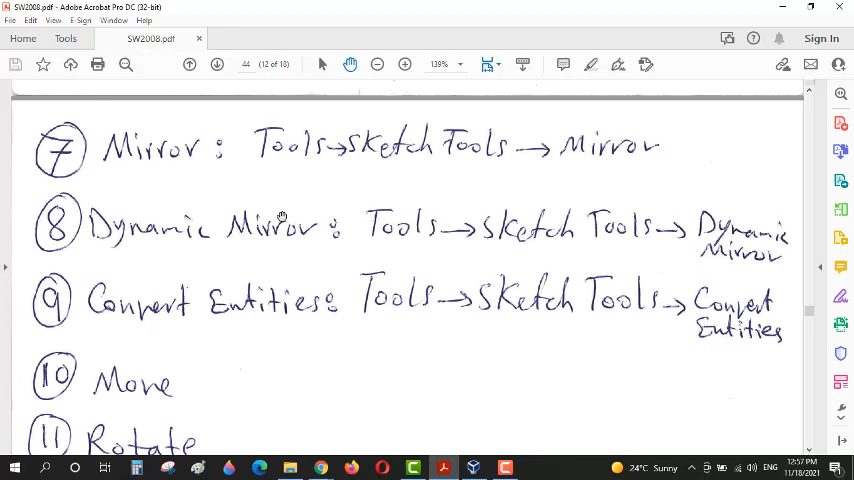 SW2008.pdf - Adobe Acrobat Pro DC (32-bit)
File Edit View E-Sign Window Help
Home Tools SW2008.pdf × Sign In
44 (12 of 18) 139%
7 Mirror : Tools → Sketch Tools → Mirror
8 Dynamic Mirror : Tools → Sketch Tools → Dynamic
Mirror
9 Convert Entities : Tools → Sketch Tools → Convert
Entities
10 Move
11 Rotate
24°C Sunny ENG 12:57 PM
11/18/2021